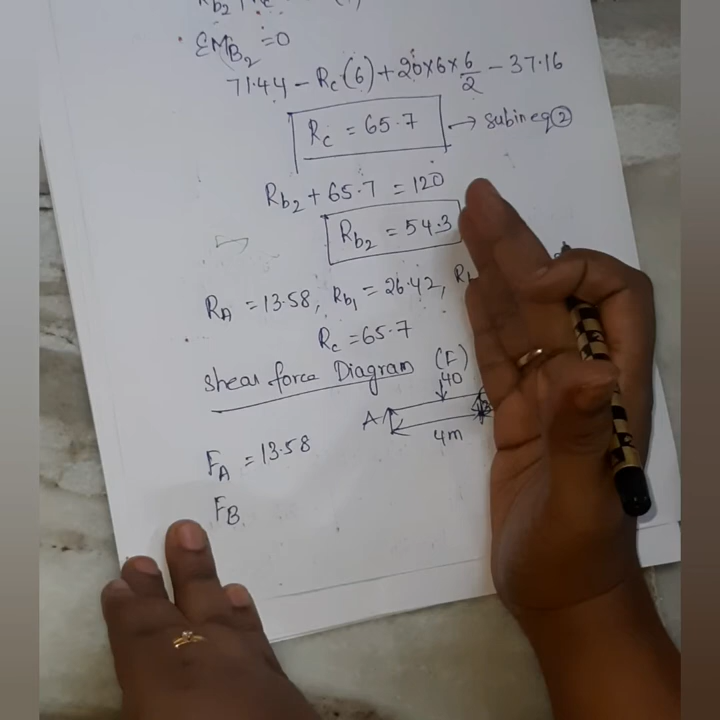 ΣM_B₂ = 0
71.44 - R_c(6) + 20×6×6/2 - 37.16
R_c = 65.7 → Sub in eq②
R_b₂ + 65.7 = 120
R_b₂ = 54.3
R_A = 13.58, R_b₁ = 26.42,
R_c = 65.7
Shear force Diagram (F)
40
A
4m
F_A = 13.58
F_B